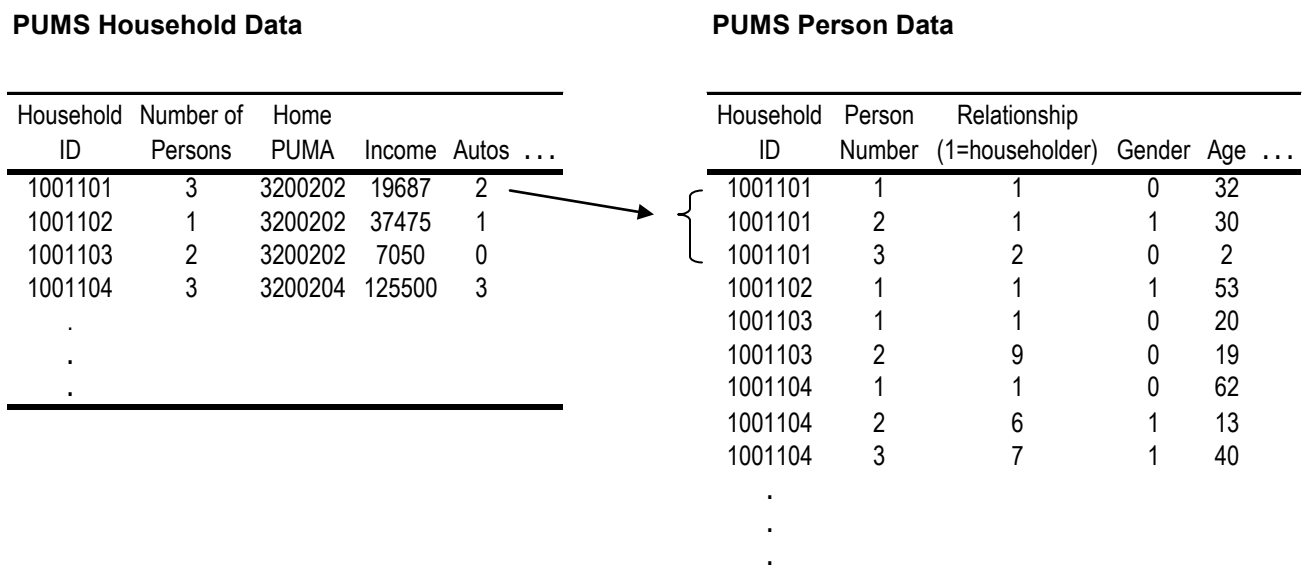 PUMS Household Data
Household Number of Home
ID Persons PUMA Income Autos ...
1001101 3 3200202 19687 2
1001102 1 3200202 37475 1
1001103 2 3200202 7050 0
1001104 3 3200204 125500 3
.
.
.
PUMS Person Data
Household Person Relationship
ID Number (1=householder) Gender Age ...
1001101 1 1 0 32
1001101 2 1 1 30
1001101 3 2 0 2
1001102 1 1 1 53
1001103 1 1 0 20
1001103 2 9 0 19
1001104 1 1 0 62
1001104 2 6 1 13
1001104 3 7 1 40
.
.
.